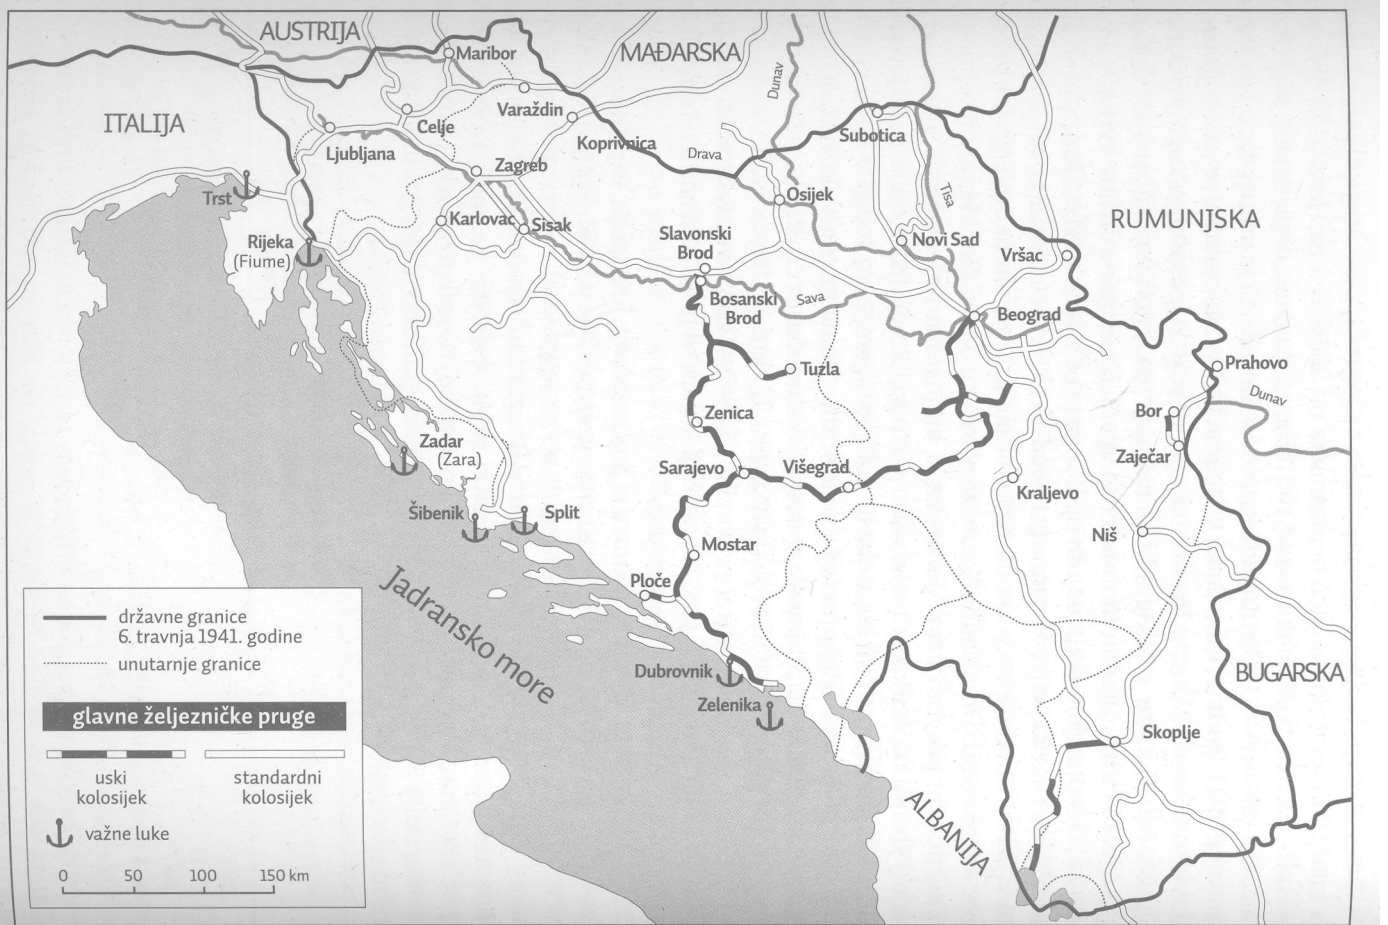 AUSTRIJA
MAĐARSKA
Maribor
Dunav
ITALIJA
Varaždin
Celje
Koprivnica
Subotica
Ljubljana
Drava
Zagreb
Trst
Osijek
Tisa
RUMUNJSKA
Karlovac
Sisak
Rijeka
(Fiume)
Slavonski
Brod
Novi Sad
Vršac
Bosanski
Brod
Sava
Beograd
Tuzla
Prahovo
Dunav
Zenica
Bor
Zadar
(Zara)
Zaječar
Sarajevo
Višegrad
Kraljevo
Šibenik
Split
Niš
Mostar
Ploče
Jadransko more
Dubrovnik
Zelenika
BUGARSKA
Skoplje
ALBANIJA
državne granice
6. travnja 1941. godine
unutarnje granice
glavne željezničke pruge
uski
kolosijek
standardni
kolosijek
važne luke
0 50 100 150 km